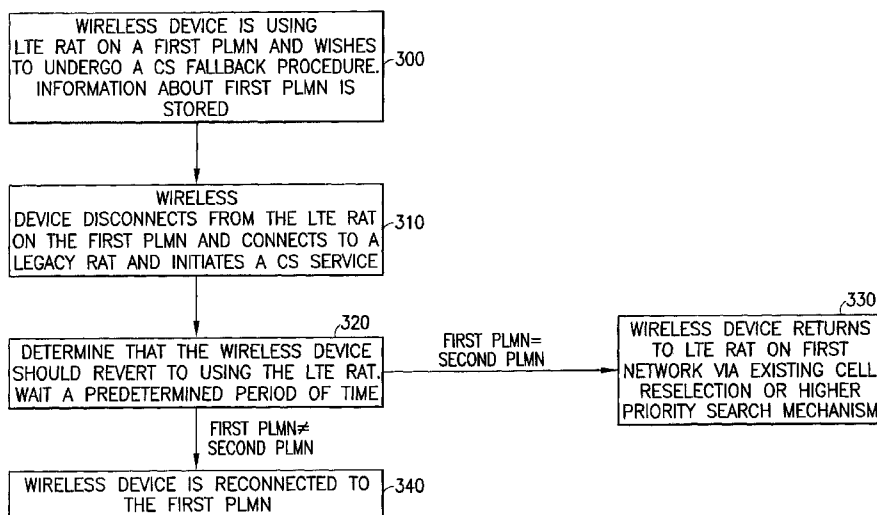 WIRELESS DEVICE IS USING
LTE RAT ON A FIRST PLMN AND WISHES
TO UNDERGO A CS FALLBACK PROCEDURE.
INFORMATION ABOUT FIRST PLMN IS
STORED
300
WIRELESS
DEVICE DISCONNECTS FROM THE LTE RAT
ON THE FIRST PLMN AND CONNECTS TO A
LEGACY RAT AND INITIATES A CS SERVICE
310
320
DETERMINE THAT THE WIRELESS DEVICE
SHOULD REVERT TO USING THE LTE RAT.
WAIT A PREDETERMINED PERIOD OF TIME
FIRST PLMN=
SECOND PLMN
330
WIRELESS DEVICE RETURNS
TO LTE RAT ON FIRST
NETWORK VIA EXISTING CELL
RESELECTION OR HIGHER
PRIORITY SEARCH MECHANISM
FIRST PLMN≠
SECOND PLMN
WIRELESS DEVICE IS RECONNECTED TO
THE FIRST PLMN
340